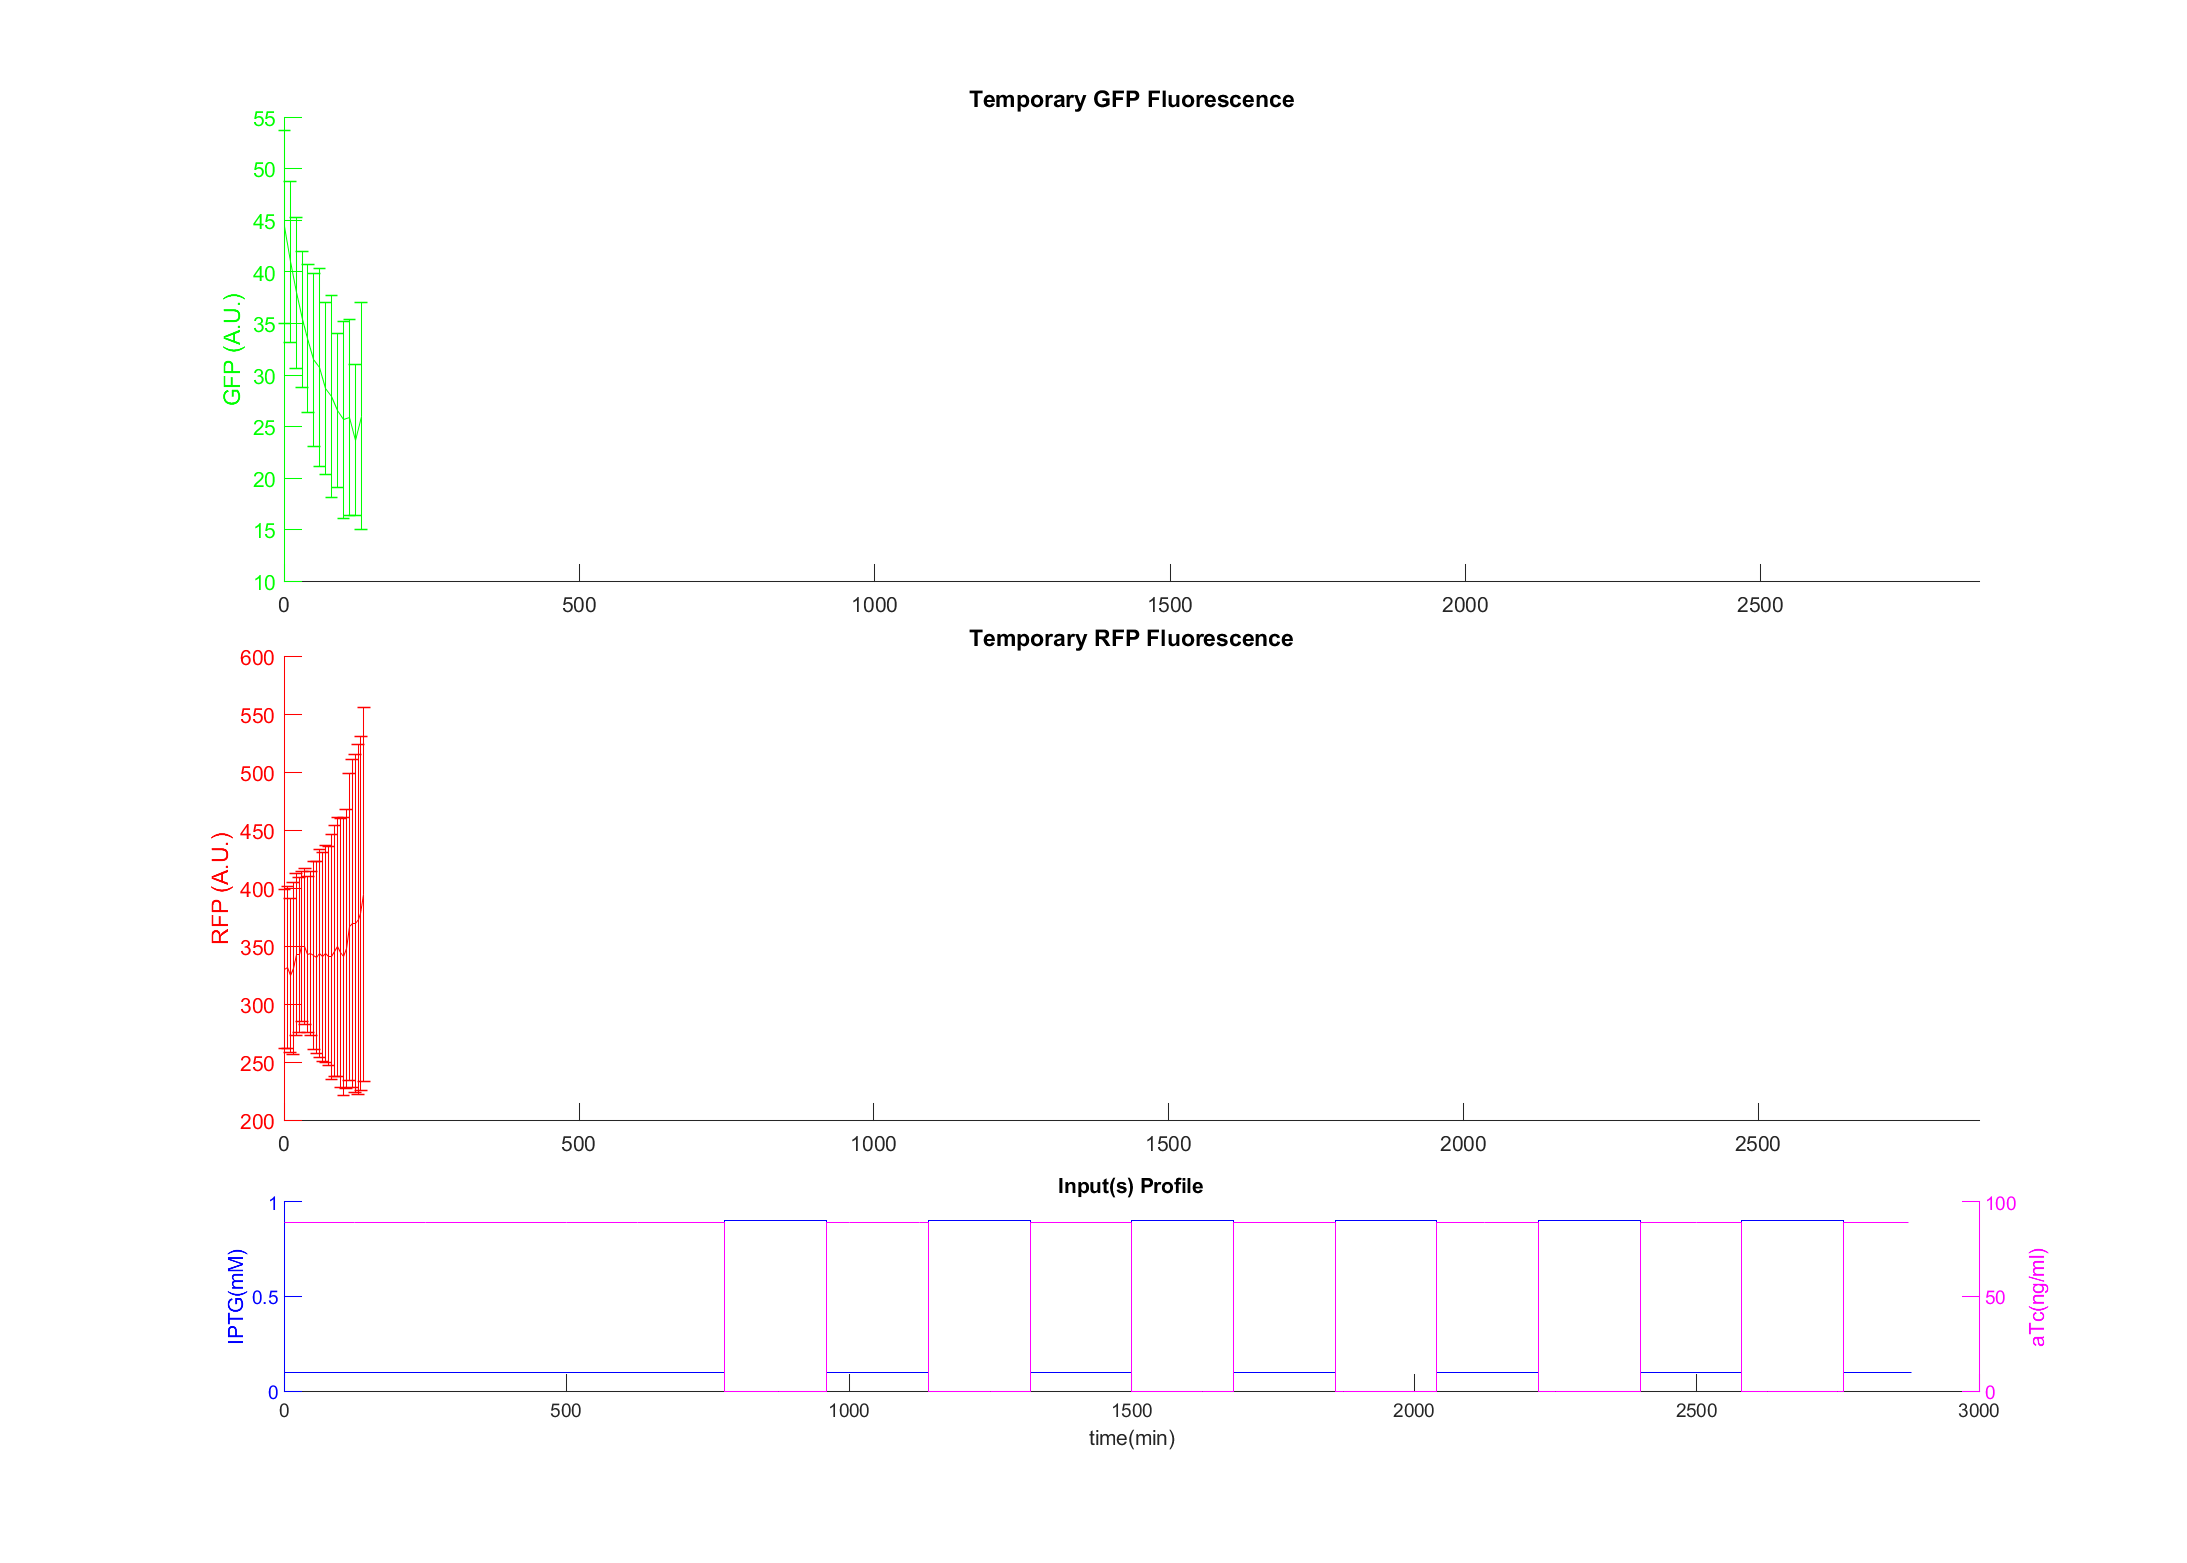 Temporary GFP Fluorescence
55
50
45
40
35
30
25
20
15
10
GFP (A.U.)
0 500 1000 1500 2000 2500
Temporary RFP Fluorescence
600
550
500
450
400
350
300
250
200
RFP (A.U.)
0 500 1000 1500 2000 2500
Input(s) Profile
1
0.5
0
IPTG(mM)
100
50
0
aTc(ng/ml)
0 500 1000 1500 2000 2500 3000
time(min)